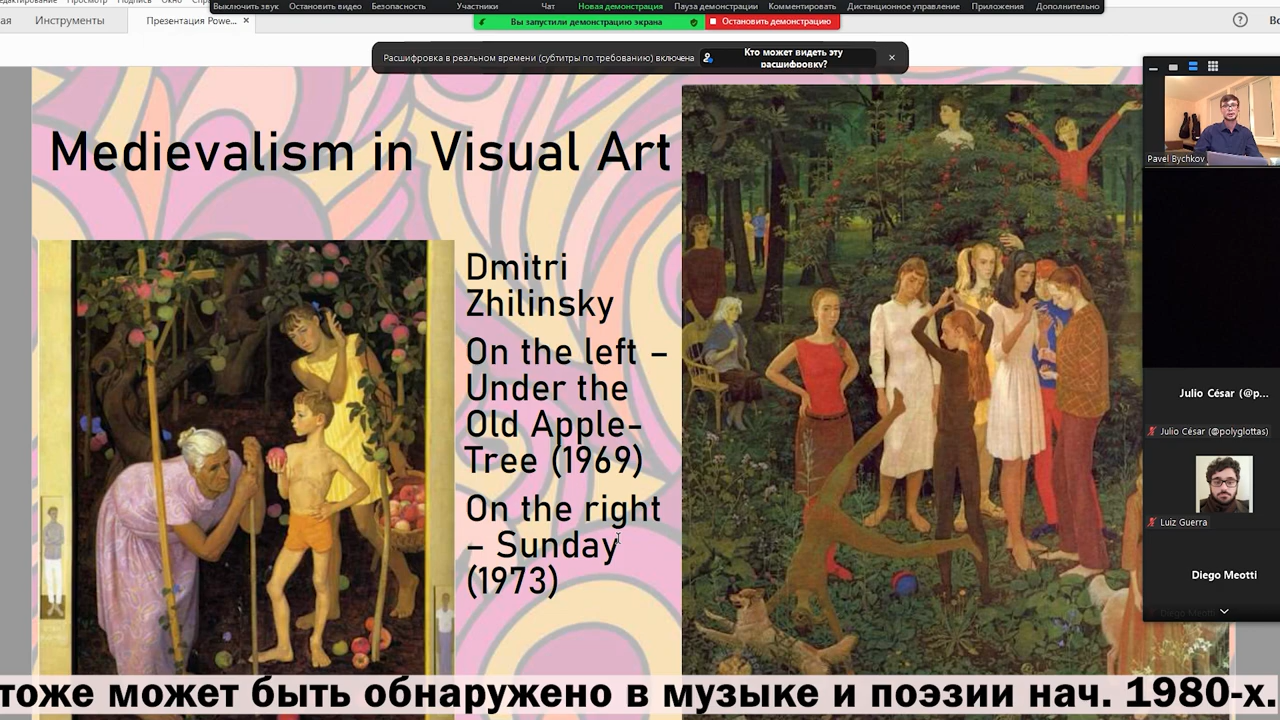 Выключить звук
Остановить видео
Безопасность
Участники
Чат
Новая демонстрация
Пауза демонстрации
Комментировать
Дистанционное управление
Приложения
Дополнительно
Инструменты
Презентация Powe...
Вы запустили демонстрацию экрана
Остановить демонстрацию
Расшифровка в реальном времени (субтитры по требованию) включена
Кто может видеть эту
расшифровку?
Medievalism in Visual Art
Dmitri
Zhilinsky
On the left –
Under the
Old Apple-
Tree (1969)
On the right
– Sunday
(1973)
Pavel Bychkov
Julio César (@p...
Julio César (@polyglottas)
Luiz Guerra
Diego Meotti
Diego Meotti
тоже может быть обнаружено в музыке и поэзии нач. 1980-х.